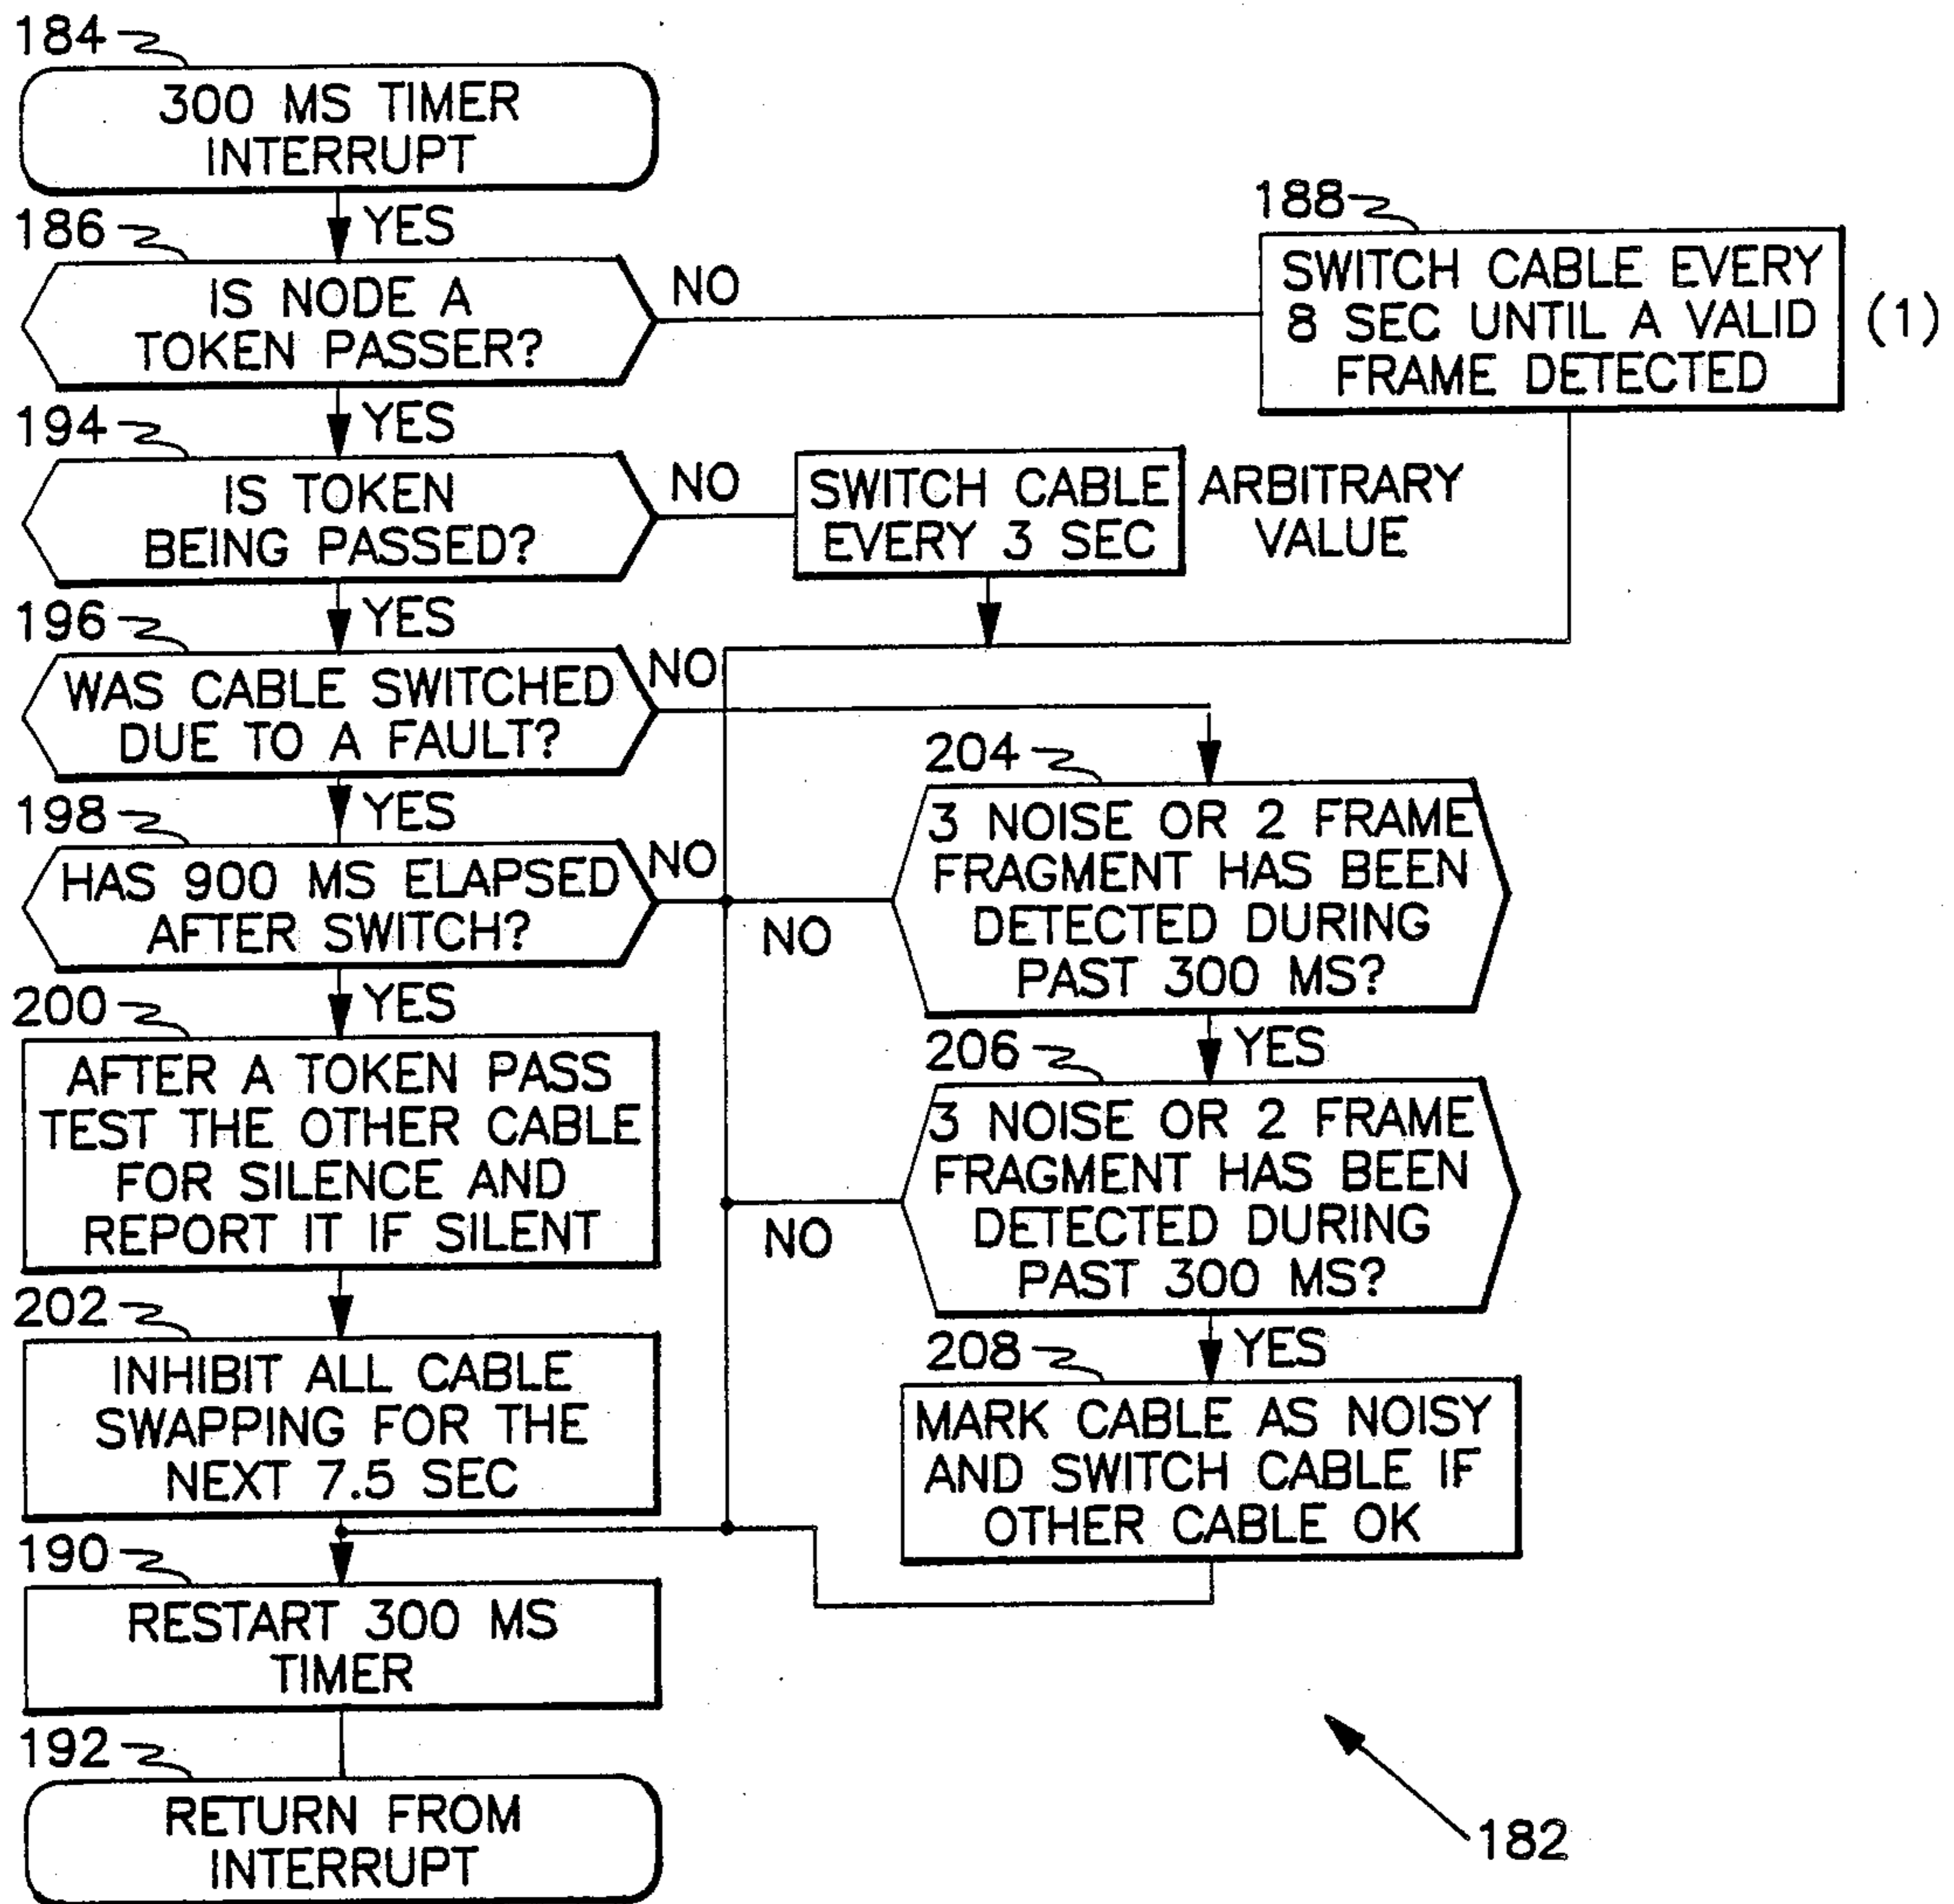 184
300 MS TIMER
INTERRUPT
YES
186
IS NODE A
TOKEN PASSER?
NO
188
SWITCH CABLE EVERY
8 SEC UNTIL A VALID
FRAME DETECTED
(1)
YES
194
IS TOKEN
BEING PASSED?
NO
SWITCH CABLE
EVERY 3 SEC
ARBITRARY
VALUE
YES
196
WAS CABLE SWITCHED
DUE TO A FAULT?
NO
YES
198
HAS 900 MS ELAPSED
AFTER SWITCH?
NO
204
3 NOISE OR 2 FRAME
FRAGMENT HAS BEEN
DETECTED DURING
PAST 300 MS?
NO
YES
200
AFTER A TOKEN PASS
TEST THE OTHER CABLE
FOR SILENCE AND
REPORT IT IF SILENT
YES
206
3 NOISE OR 2 FRAME
FRAGMENT HAS BEEN
DETECTED DURING
PAST 300 MS?
NO
202
INHIBIT ALL CABLE
SWAPPING FOR THE
NEXT 7.5 SEC
YES
208
MARK CABLE AS NOISY
AND SWITCH CABLE IF
OTHER CABLE OK
190
RESTART 300 MS
TIMER
192
RETURN FROM
INTERRUPT
182